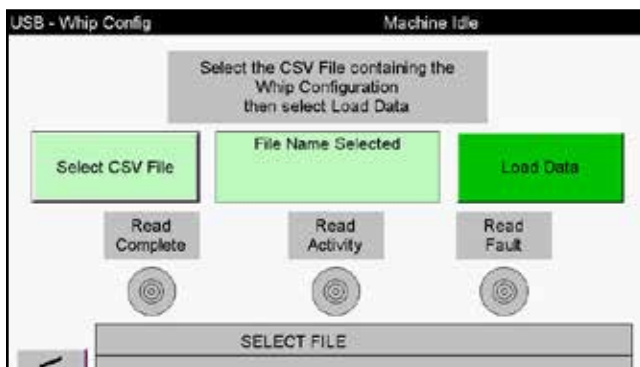 USB - Whip Config
Machine Idle
Select the CSV File containing the
Whip Configuration
then select Load Data
Select CSV File
File Name Selected
Load Data
Read
Complete
Read
Activity
Read
Fault
SELECT FILE